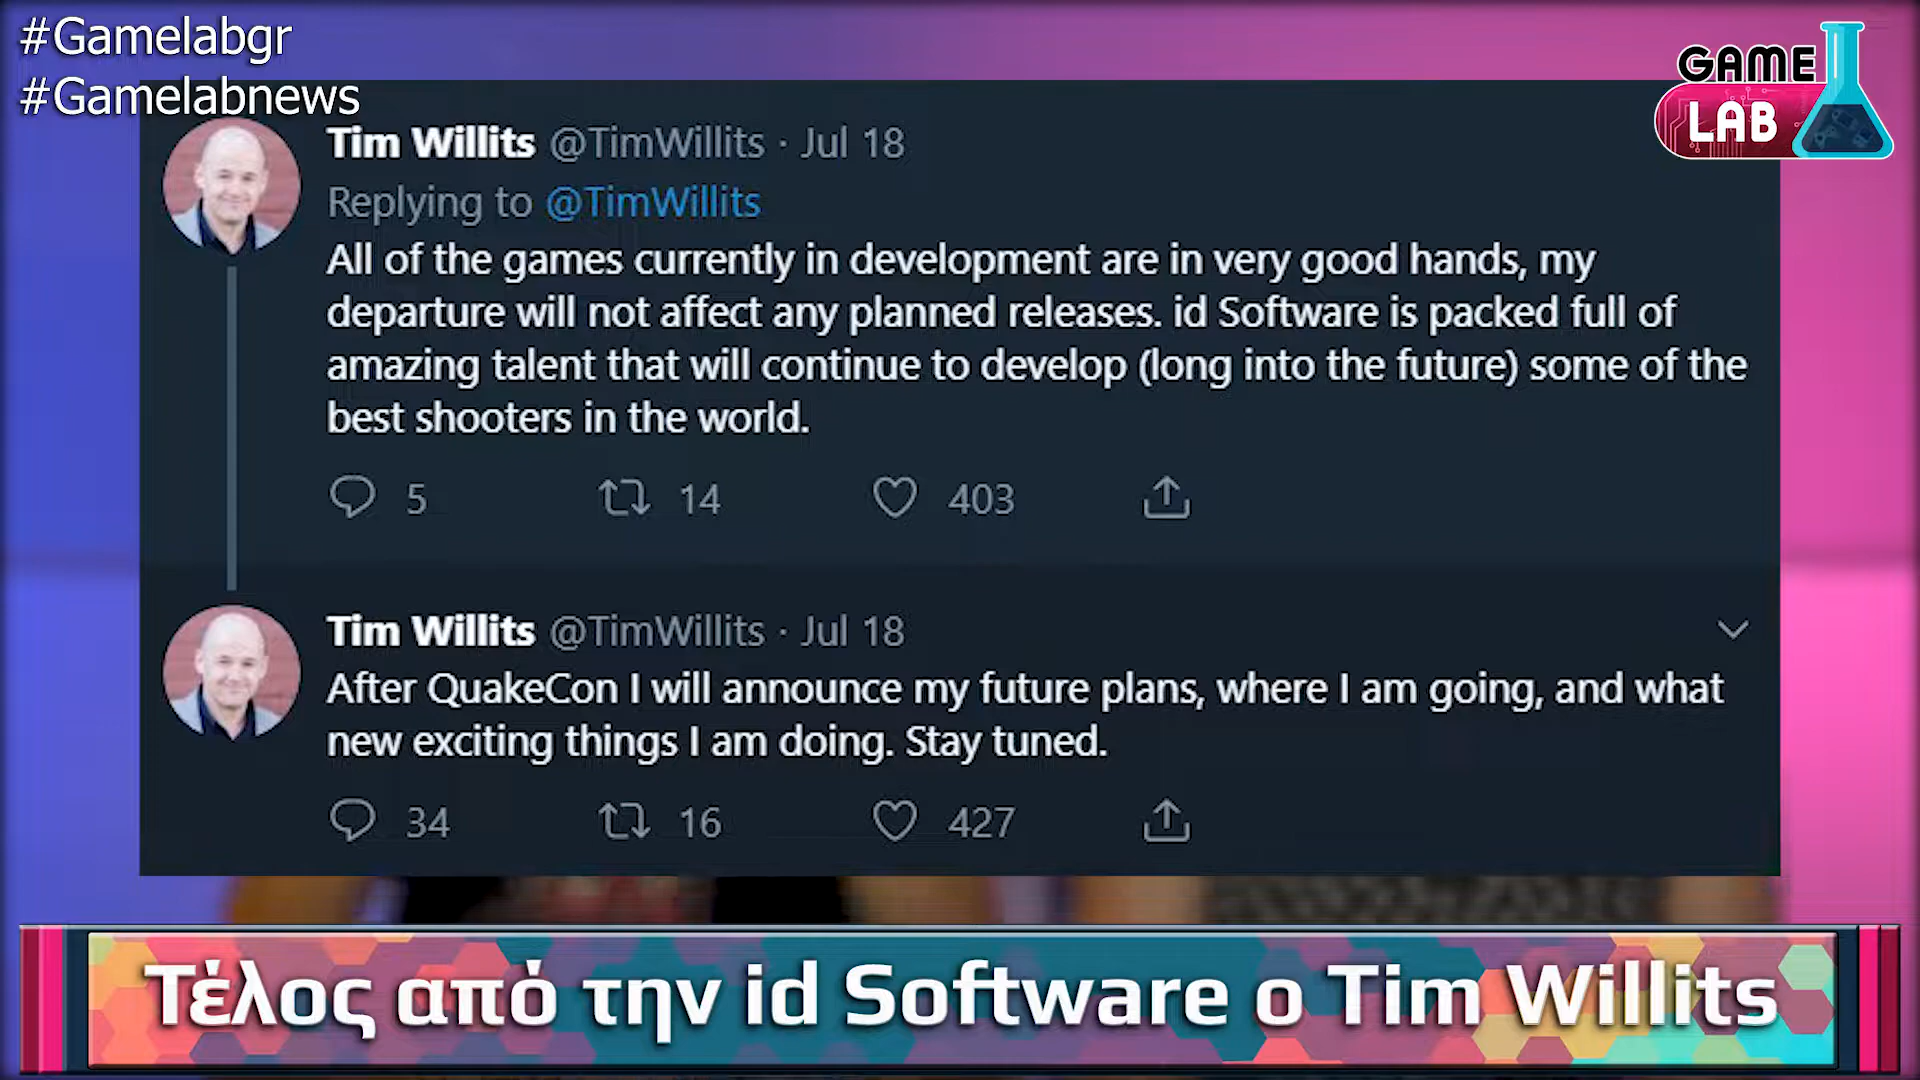 #Gamelabgr
#Gamelabnews
GAME
LAB
Tim Willits @TimWillits · Jul 18
Replying to @TimWillits
All of the games currently in development are in very good hands, my
departure will not affect any planned releases. id Software is packed full of
amazing talent that will continue to develop (long into the future) some of the
best shooters in the world.
5 14 403
Tim Willits @TimWillits · Jul 18
After QuakeCon I will announce my future plans, where I am going, and what
new exciting things I am doing. Stay tuned.
34 16 427
Τέλος από την id Software ο Tim Willits